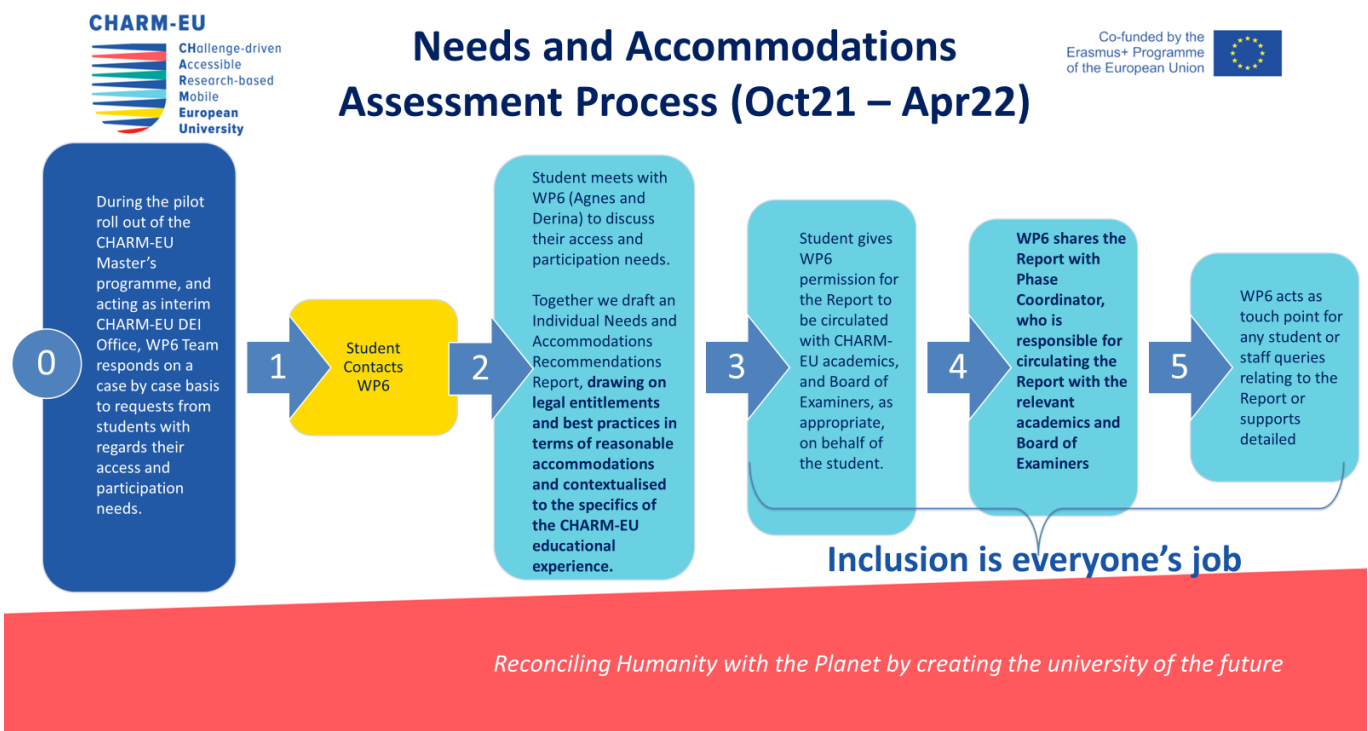 CHARM-EU
CHallenge-driven
Accessible
Research-based
Mobile
European
University
Needs and Accommodations
Assessment Process (Oct21 – Apr22)
Co-funded by the
Erasmus+ Programme
of the European Union
0
During the pilot
roll out of the
CHARM-EU
Master's
programme, and
acting as interim
CHARM-EU DEI
Office, WP6 Team
responds on a
case by case basis
to requests from
students with
regards their
access and
participation
needs.
1
Student
Contacts
WP6
2
Student meets with
WP6 (Agnes and
Derina) to discuss
their access and
participation needs.
Together we draft an
Individual Needs and
Accommodations
Recommendations
Report, drawing on
legal entitlements
and best practices in
terms of reasonable
accommodations
and contextualised
to the specifics of
the CHARM-EU
educational
experience.
3
Student gives
WP6
permission for
the Report to
be circulated
with CHARM-
EU academics,
and Board of
Examiners, as
appropriate,
on behalf of
the student.
4
WP6 shares the
Report with
Phase
Coordinator,
who is
responsible for
circulating the
Report with the
relevant
academics and
Board of
Examiners
5
WP6 acts as
touch point for
any student or
staff queries
relating to the
Report or
supports
detailed
Inclusion is everyone's job
Reconciling Humanity with the Planet by creating the university of the future